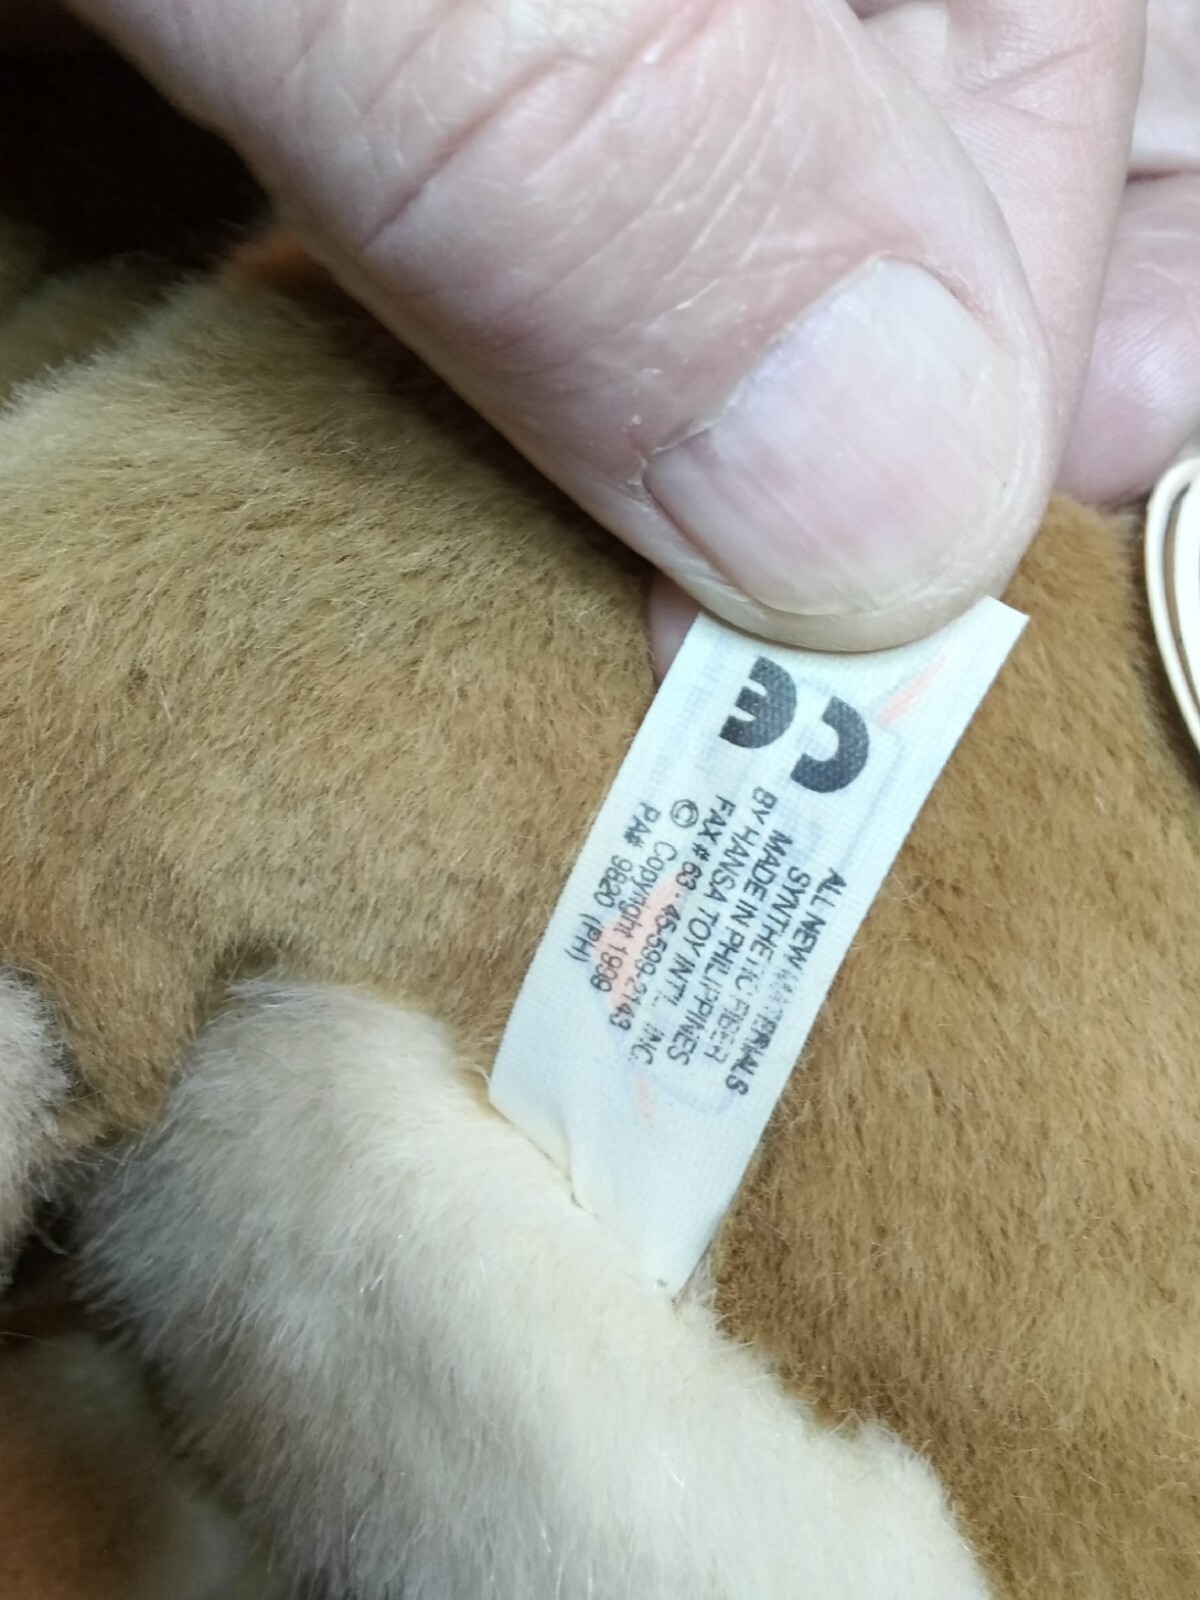 CE
ALL NEW MATERIALS
SYNTHETIC FIBER
MADE IN PHILIPPINES
BY HANSA TOY INT'L. INC.
FAX # 63 - 45-599-2143
© Copyright 1999
PA# 9820 (PH)